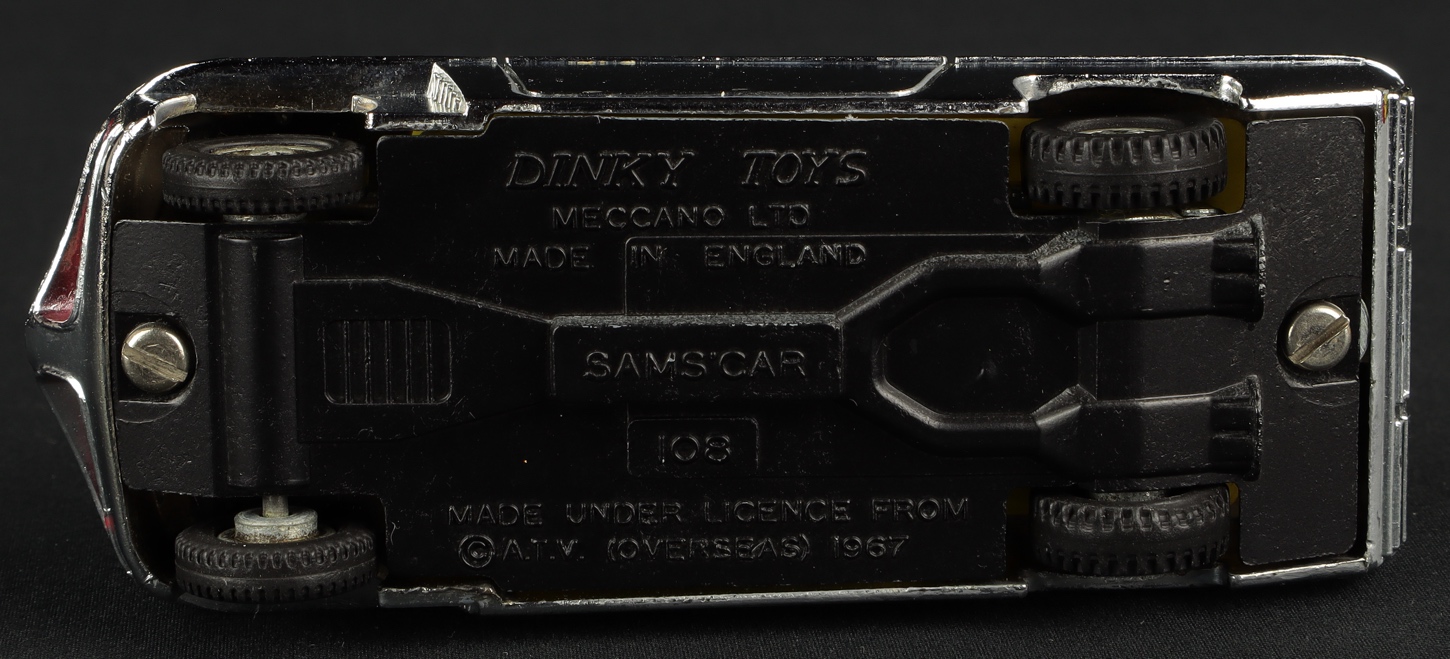 DINKY TOYS
MECCANO LTD
MADE IN ENGLAND
SAMS'CAR
108
MADE UNDER LICENCE FROM
© A.T.V. (OVERSEAS) 1967